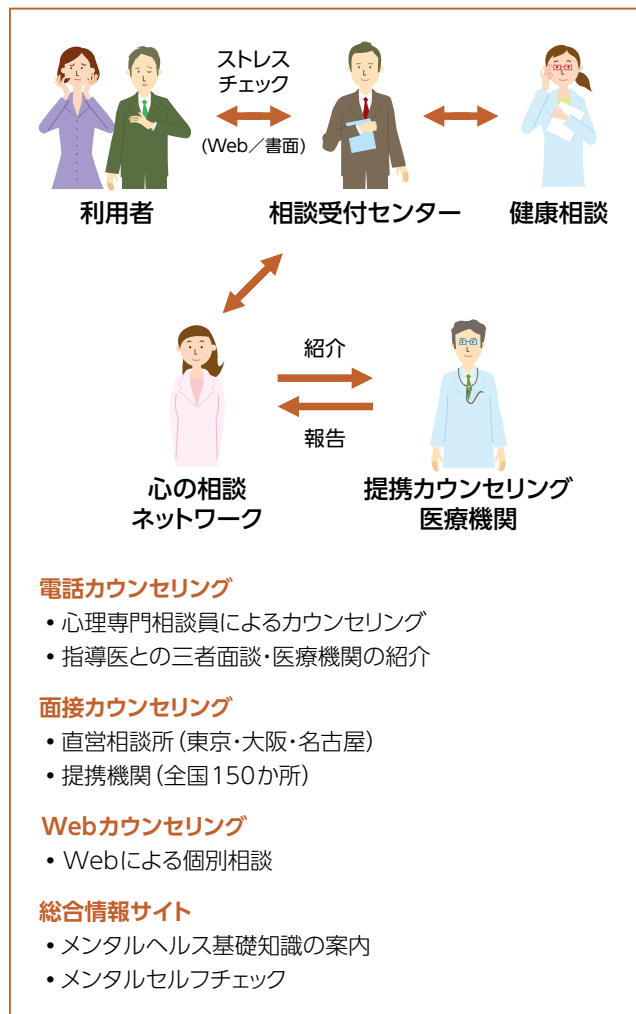 ストレス
チェック
(Web／書面)
利用者
相談受付センター
健康相談
紹介
報告
心の相談
ネットワーク
提携カウンセリング
医療機関
電話カウンセリング
• 心理専門相談員によるカウンセリング
• 指導医との三者面談・医療機関の紹介
面接カウンセリング
• 直営相談所（東京・大阪・名古屋）
• 提携機関（全国150か所）
Webカウンセリング
• Webによる個別相談
総合情報サイト
• メンタルヘルス基礎知識の案内
• メンタルセルフチェック